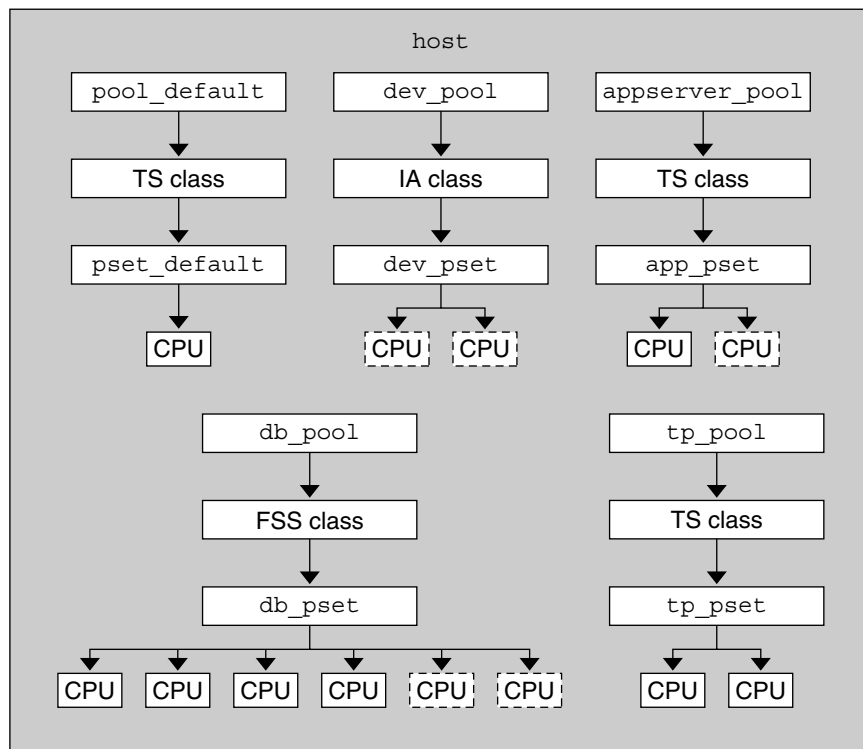 host
pool_default dev_pool appserver_pool
TS class IA class TS class
pset_default dev_pset app_pset
CPU CPU CPU CPU CPU
db_pool tp_pool
FSS class TS class
db_pset tp_pset
CPU CPU CPU CPU CPU CPU CPU CPU